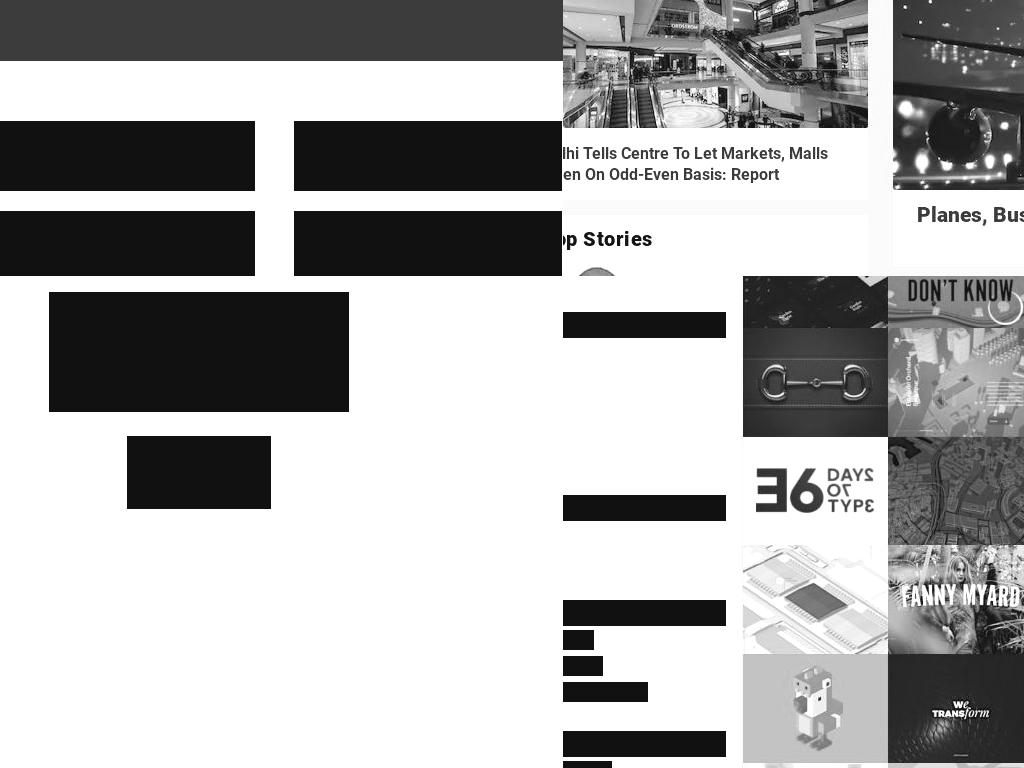 NORDSTROM
lhi Tells Centre To Let Markets, Malls
en On Odd-Even Basis: Report
Planes, Bus
op Stories
DON'T KNOW
36 DAYS
OF
TYPE
FANNY MYARD
We
TRANSform